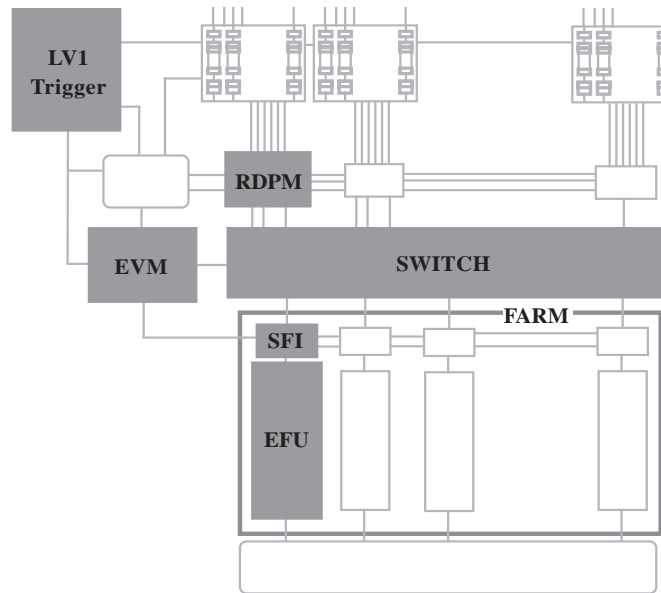 LV1
Trigger
RDPM
EVM
SWITCH
FARM
SFI
EFU